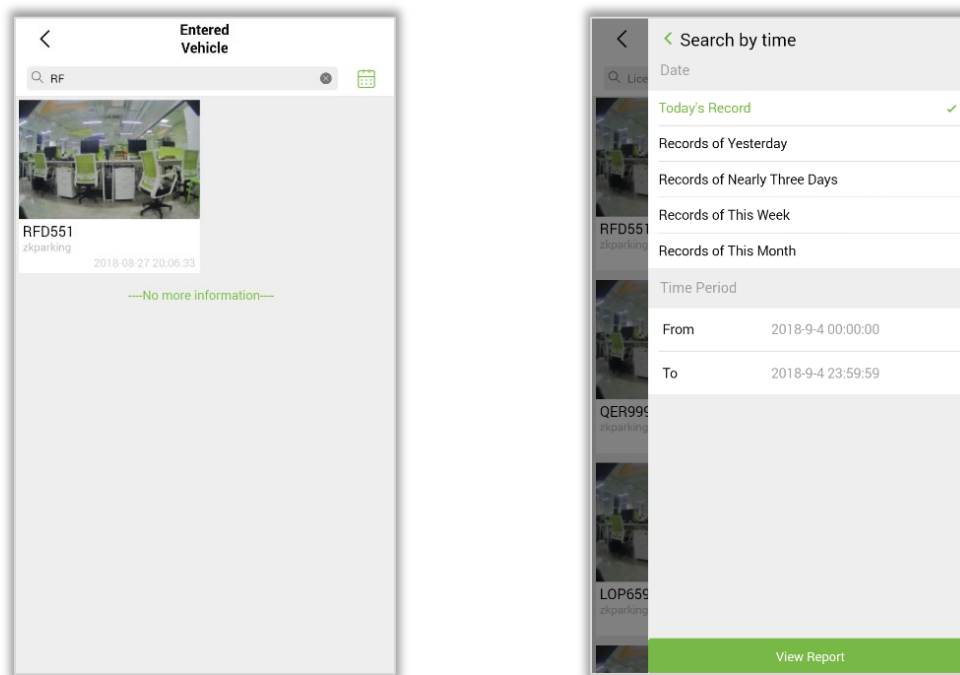 Entered
Vehicle
RF
RFD551
zkparking
2018-08-27 20:06:33
----No more information----
Search by time
Date
Today's Record
Records of Yesterday
Records of Nearly Three Days
Records of This Week
Records of This Month
Time Period
From 2018-9-4 00:00:00
To 2018-9-4 23:59:59
View Report
Lice
RFD551
zkparking
QER999
zkparking
LOP659
zkparking